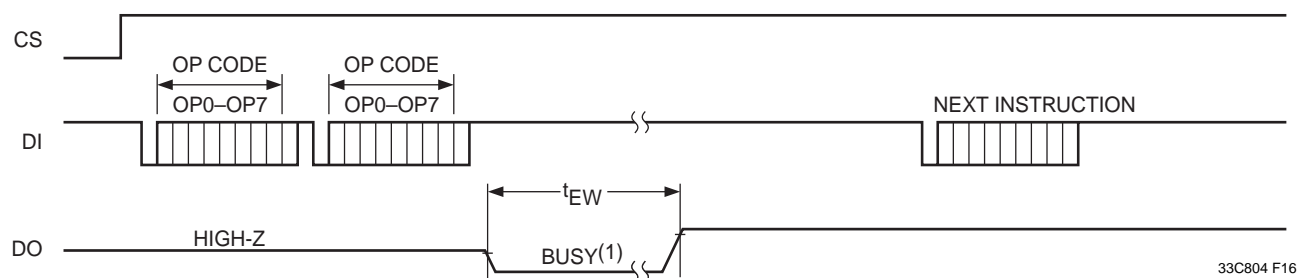 CS
OP CODE
OP CODE
OP0–OP7
OP0–OP7
NEXT INSTRUCTION
DI
tEW
HIGH-Z
BUSY(1)
DO
33C804 F16